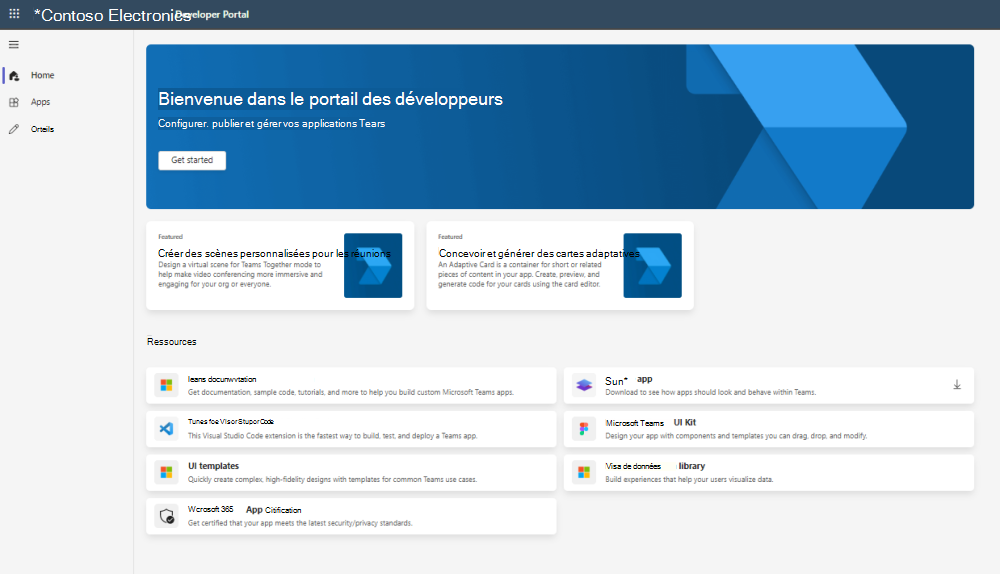 *Contoso Electronics Developer Portal
Home
Apps
Orteils
Bienvenue dans le portail des développeurs
Configurer. publier et gérer vos applications Tears
Get started
Featured
Créer des scènes personnalisées pour les réunions
Design a virtual scene for Teams Together mode to
help make video conferencing more immersive and
engaging for your org or everyone.
Featured
Concevoir et générer des cartes adaptatives
An Adaptive Card is a container for short or related
pieces of content in your app. Create, preview, and
generate code for your cards using the card editor.
Ressources
leans docunwvtation
Get documentation, sample code, tutorials, and more to help you build custom Microsoft Teams apps.
Sun* app
Download to see how apps should look and behave within Teams.
Tunes foe Visor Stupor Code
This Visual Studio Code extension is the fastest way to build, test, and deploy a Teams app.
Microsoft Teams UI Kit
Design your app with components and templates you can drag, drop, and modify.
UI templates
Quickly create complex, high-fidelity designs with templates for common Teams use cases.
Visa de données library
Build experiences that help your users visualize data.
Wcrosoft 365 App Citification
Get certified that your app meets the latest security/privacy standards.